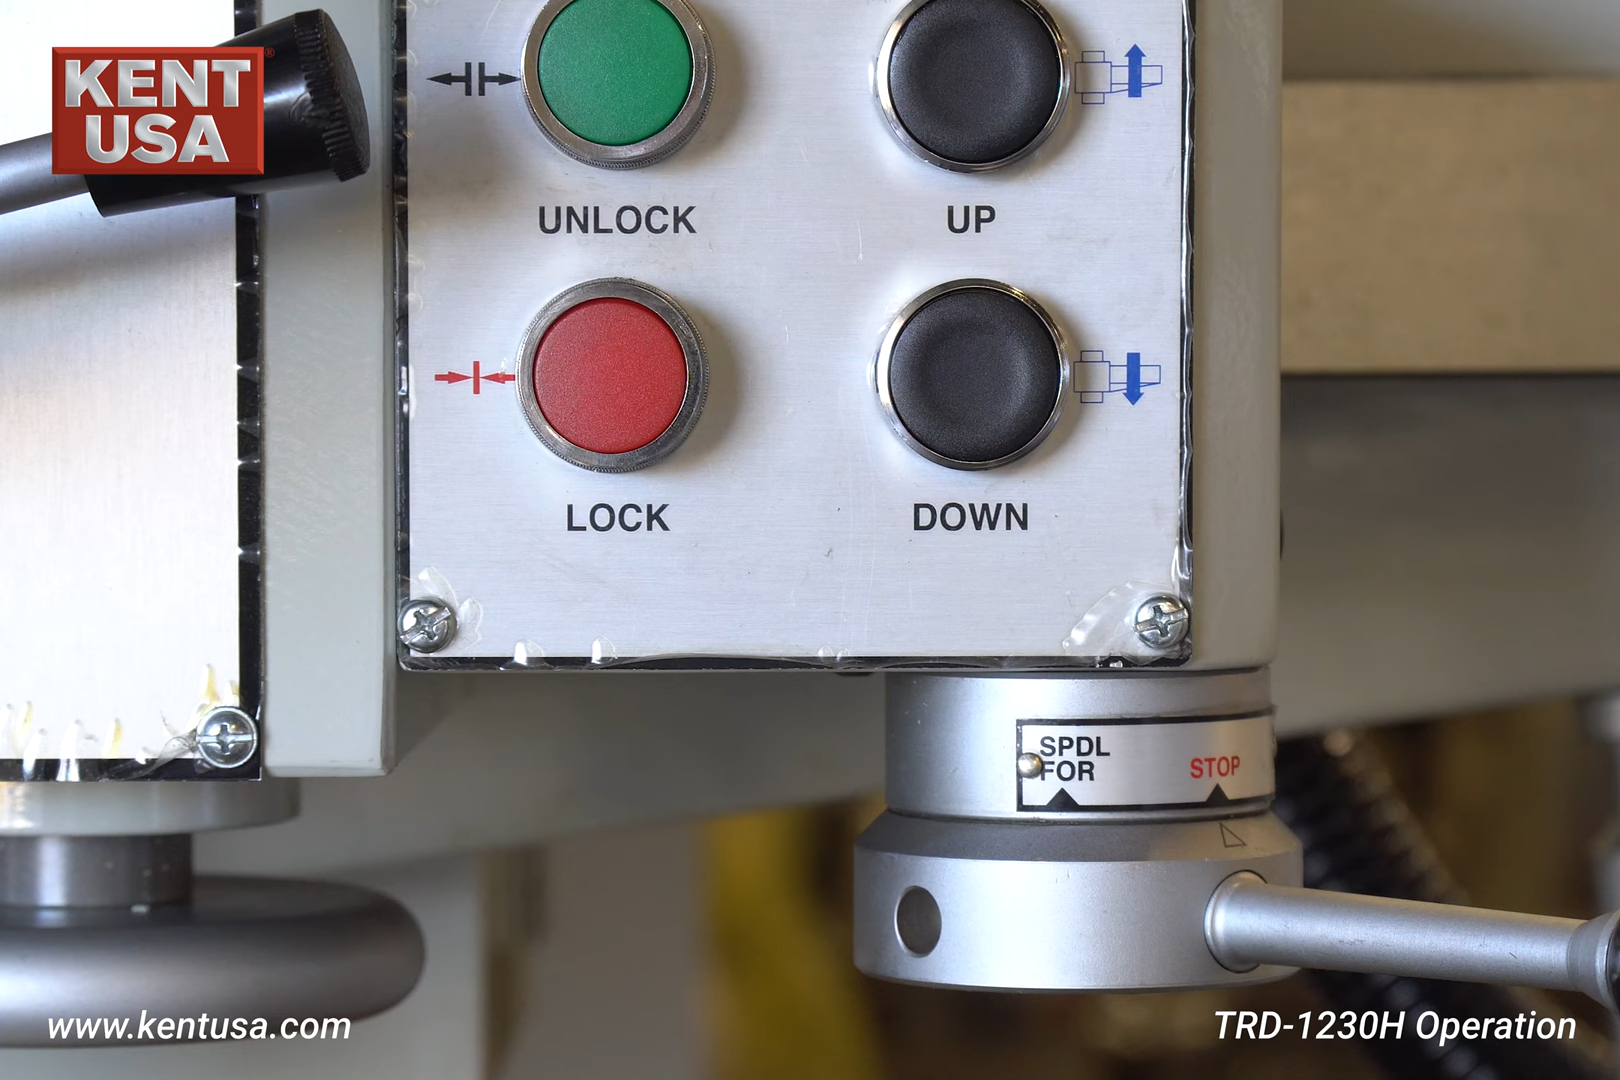 KENT
USA
®
UNLOCK
UP
LOCK
DOWN
SPDL
FOR
STOP
www.kentusa.com
TRD-1230H Operation